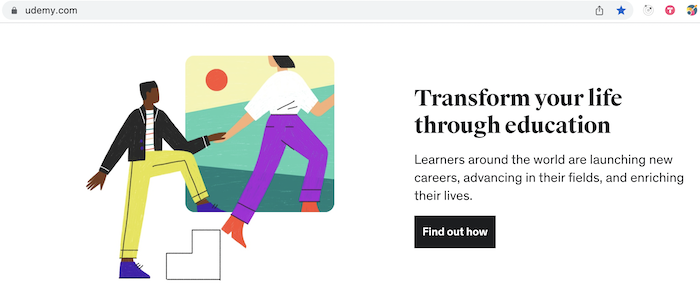 udemy.com
Transform your life
through education
Learners around the world are launching new
careers, advancing in their fields, and enriching
their lives.
Find out how